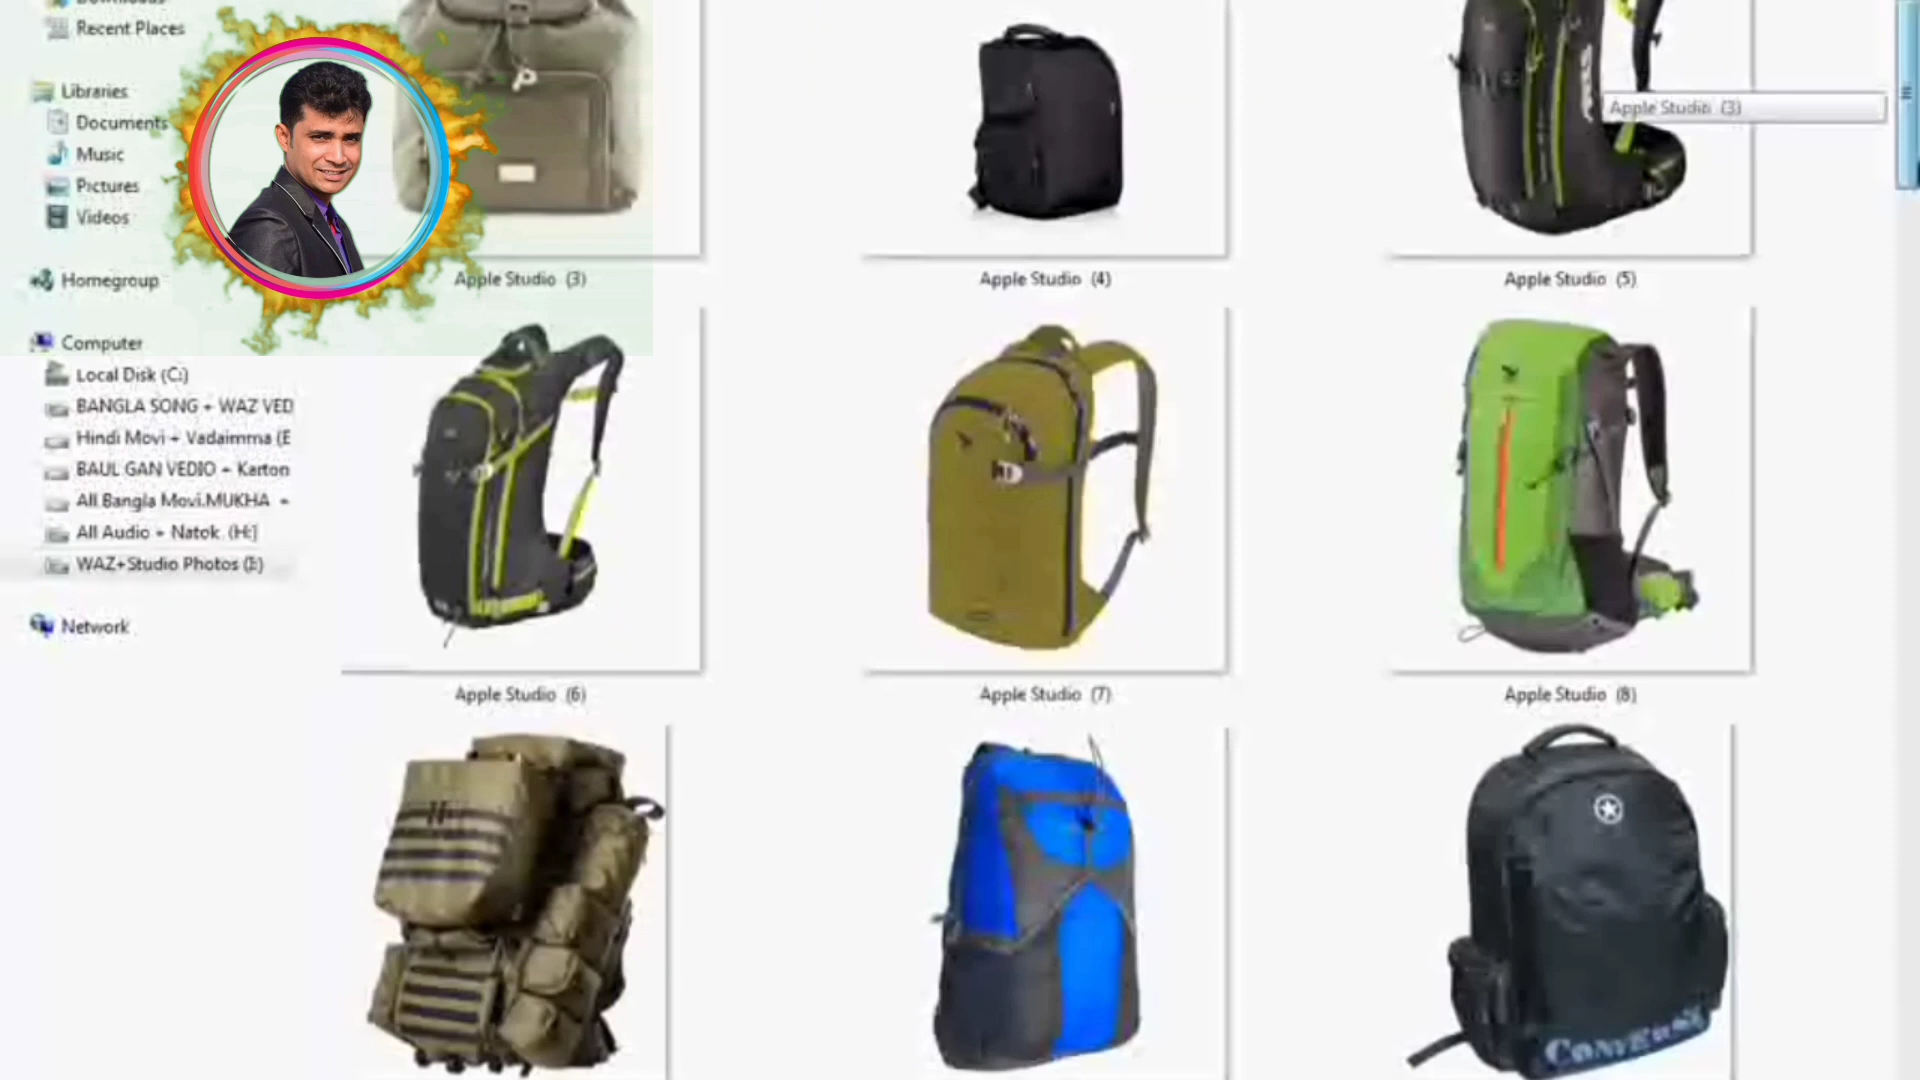 Recent Places
Libraries
Documents
Music
Pictures
Videos
Homegroup
Computer
Local Disk (C:)
BANGLA SONG + WAZ VED
Hindi Movi + Vadaimma (E
BAUL GAN VEDIO + Karton
All Bangla Movi.MUKHA +
All Audio + Natok (H:)
WAZ+Studio Photos (I:)
Network
Apple Studio (3)
Apple Studio (3)
Apple Studio (4)
Apple Studio (5)
Apple Studio (6)
Apple Studio (7)
Apple Studio (8)
CONVERSE